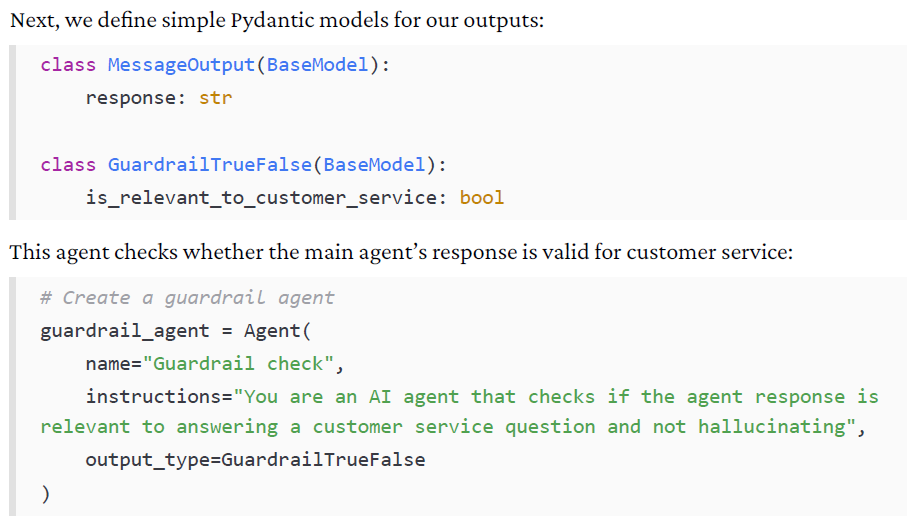 Next, we define simple Pydantic models for our outputs:
class MessageOutput(BaseModel):
    response: str
class GuardrailTrueFalse(BaseModel):
    is_relevant_to_customer_service: bool
This agent checks whether the main agent’s response is valid for customer service:
# Create a guardrail agent
guardrail_agent = Agent(
    name="Guardrail check",
    instructions="You are an AI agent that checks if the agent response is
relevant to answering a customer service question and not hallucinating",
    output_type=GuardrailTrueFalse
)